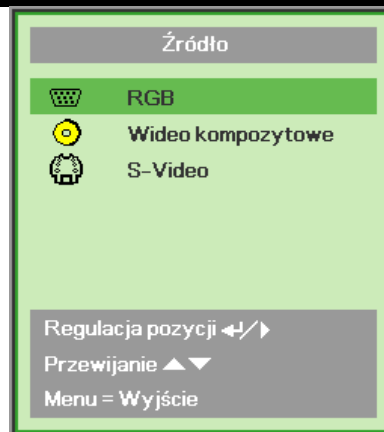 Źródło
RGB
Wideo kompozytowe
S-Video
Regulacja pozycji ↵/▶
Przewijanie ▲▼
Menu = Wyjście